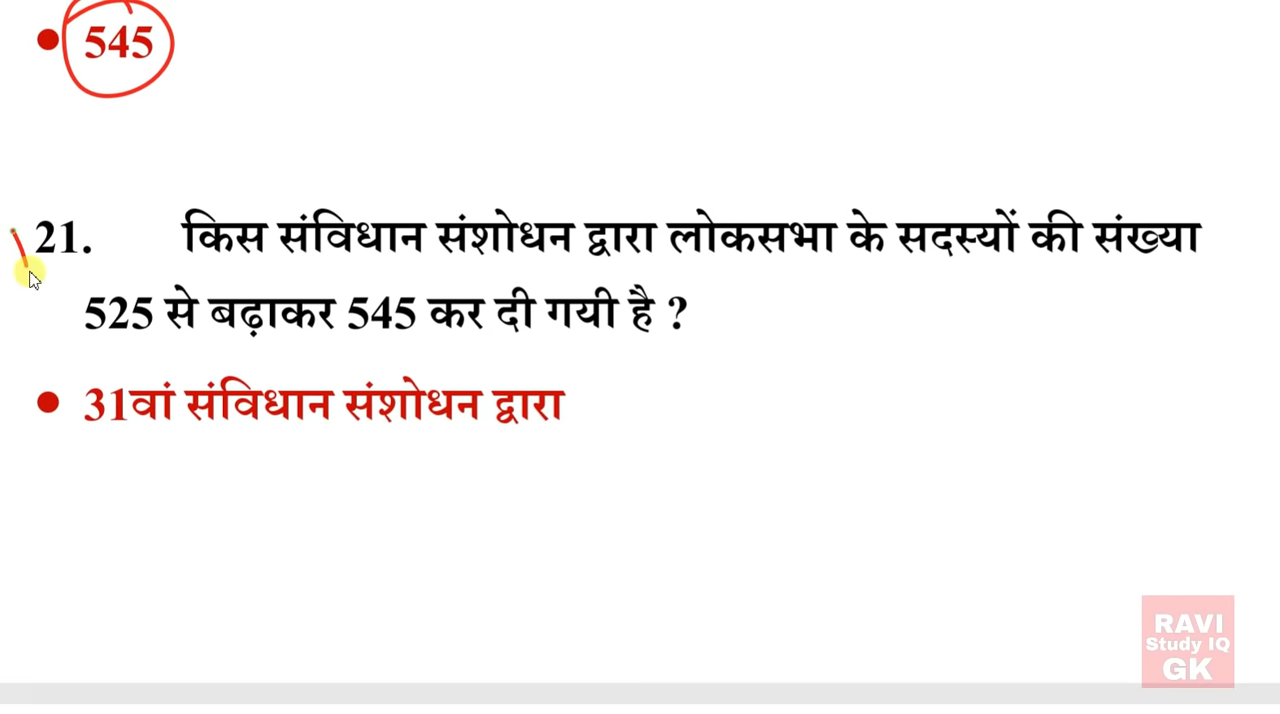 • 545
21. किस संविधान संशोधन द्वारा लोकसभा के सदस्यों की संख्या
525 से बढ़ाकर 545 कर दी गयी है ?
• 31वां संविधान संशोधन द्वारा
RAVI
Study IQ
GK